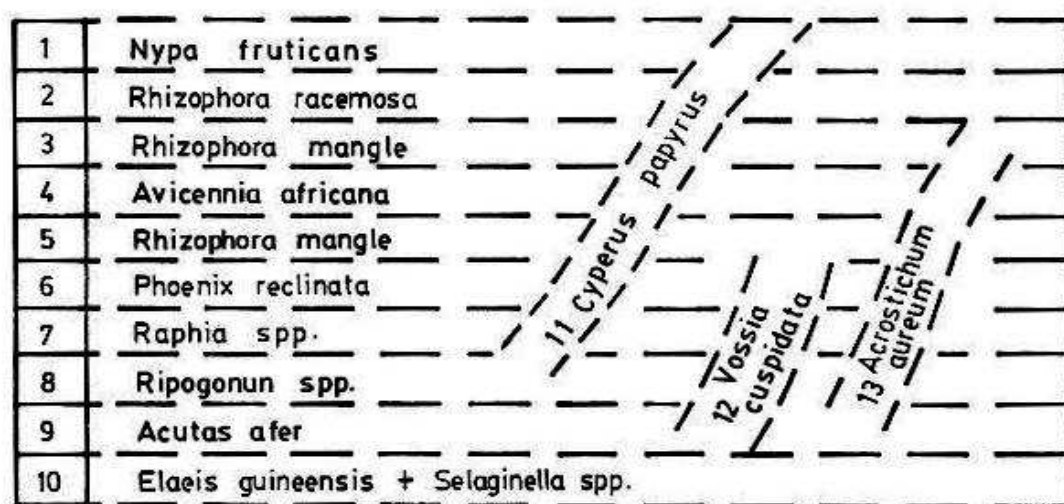 1 Nypa fruticans
2 Rhizophora racemosa
3 Rhizophora mangle
4 Avicennia africana
5 Rhizophora mangle
6 Phoenix reclinata
7 Raphia spp.
8 Ripogonun spp.
9 Acutas afer
10 Elaeis guineensis + Selaginella spp.
11 Cyperus papyrus
12 Vossia
cuspidata
13 Acrostichum
aureum